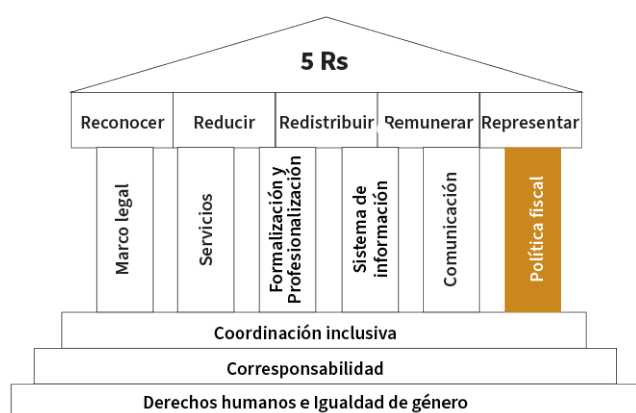 5 Rs
Reconocer
Reducir
Redistribuir
Remunerar
Representar
Marco legal
Servicios
Formalización y
Profesionalización
Sistema de
información
Comunicación
Política fiscal
Coordinación inclusiva
Corresponsabilidad
Derechos humanos e Igualdad de género